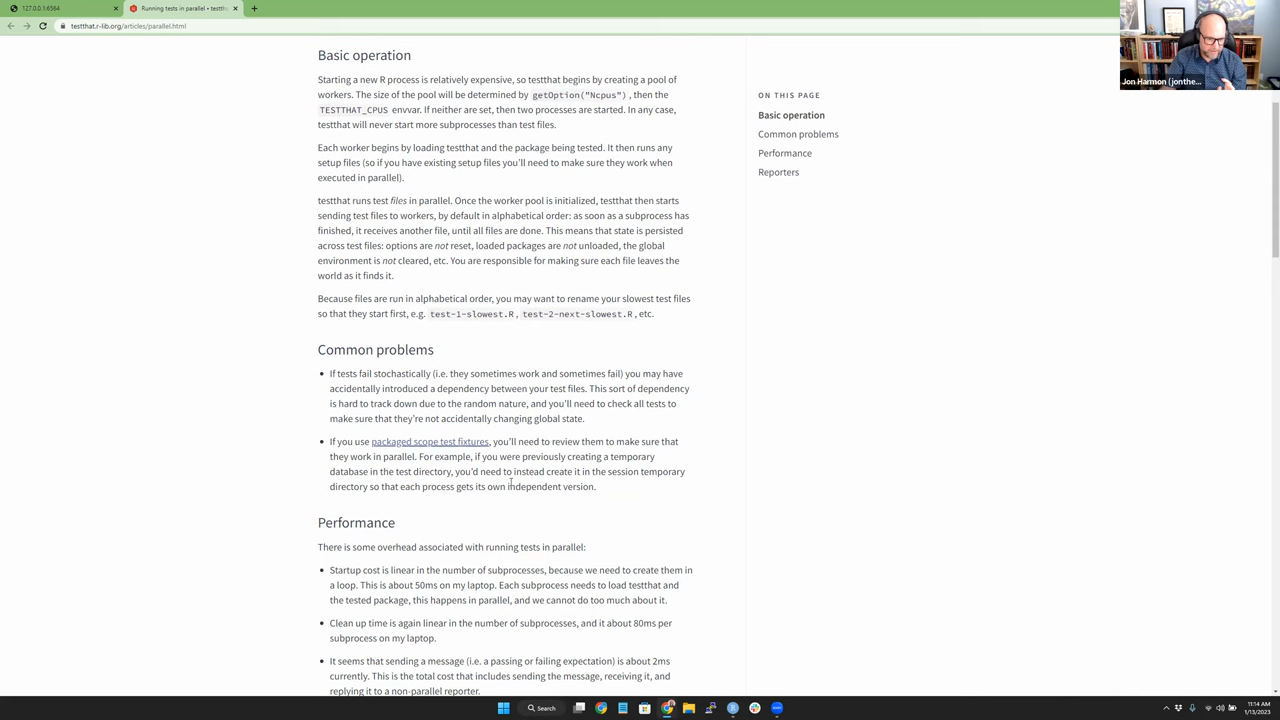 127.0.0.1:6564
Running tests in parallel • testth
testthat.r-lib.org/articles/parallel.html
Jon Harmon (jonthe...
Basic operation
Starting a new R process is relatively expensive, so testthat begins by creating a pool of
workers. The size of the pool will be determined by getOption("Ncpus"), then the
TESTTHAT_CPUS envvar. If neither are set, then two processes are started. In any case,
testthat will never start more subprocesses than test files.
Each worker begins by loading testthat and the package being tested. It then runs any
setup files (so if you have existing setup files you'll need to make sure they work when
executed in parallel).
testthat runs test files in parallel. Once the worker pool is initialized, testthat then starts
sending test files to workers, by default in alphabetical order: as soon as a subprocess has
finished, it receives another file, until all files are done. This means that state is persisted
across test files: options are not reset, loaded packages are not unloaded, the global
environment is not cleared, etc. You are responsible for making sure each file leaves the
world as it finds it.
Because files are run in alphabetical order, you may want to rename your slowest test files
so that they start first, e.g. test-1-slowest.R, test-2-next-slowest.R, etc.
Common problems
• If tests fail stochastically (i.e. they sometimes work and sometimes fail) you may have
accidentally introduced a dependency between your test files. This sort of dependency
is hard to track down due to the random nature, and you'll need to check all tests to
make sure that they're not accidentally changing global state.
• If you use packaged scope test fixtures, you'll need to review them to make sure that
they work in parallel. For example, if you were previously creating a temporary
database in the test directory, you'd need to instead create it in the session temporary
directory so that each process gets its own independent version.
Performance
There is some overhead associated with running tests in parallel:
• Startup cost is linear in the number of subprocesses, because we need to create them in
a loop. This is about 50ms on my laptop. Each subprocess needs to load testthat and
the tested package, this happens in parallel, and we cannot do too much about it.
• Clean up time is again linear in the number of subprocesses, and it about 80ms per
subprocess on my laptop.
• It seems that sending a message (i.e. a passing or failing expectation) is about 2ms
currently. This is the total cost that includes sending the message, receiving it, and
replying it to a non-parallel reporter.
ON THIS PAGE
Basic operation
Common problems
Performance
Reporters
Search
11:14 AM
1/13/2023